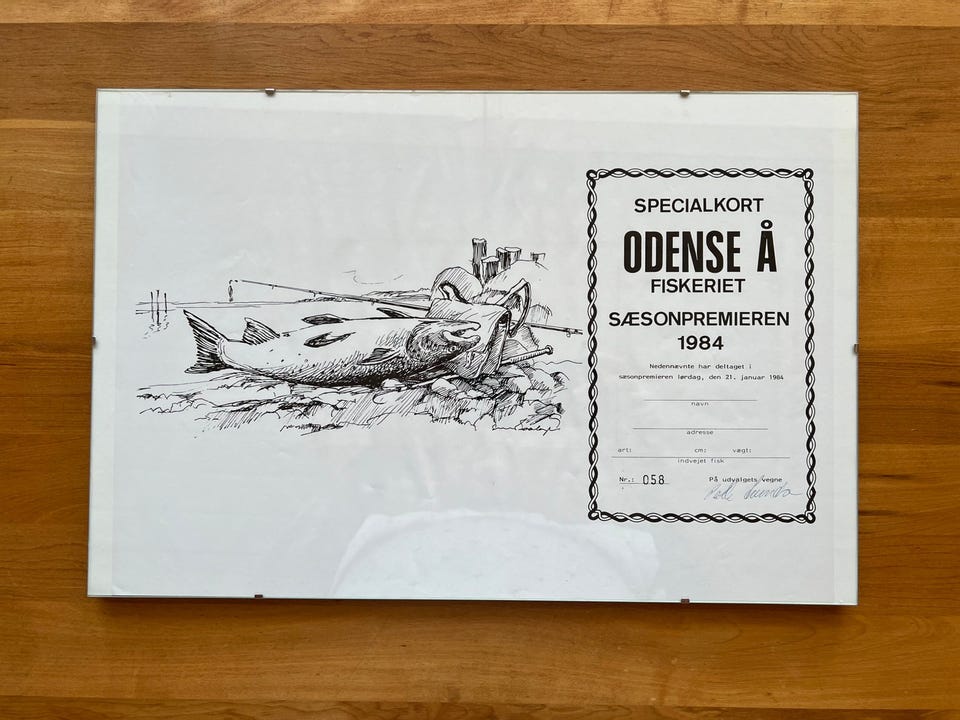 SPECIALKORT
ODENSE Å
FISKERIET
SÆSONPREMIEREN
1984
Nedennævnte har deltaget i
sæsonpremieren lørdag, den 21. januar 1984
navn
adresse
art: cm: vægt:
indvejet fisk
Nr.: 058 På udvalgets vegne